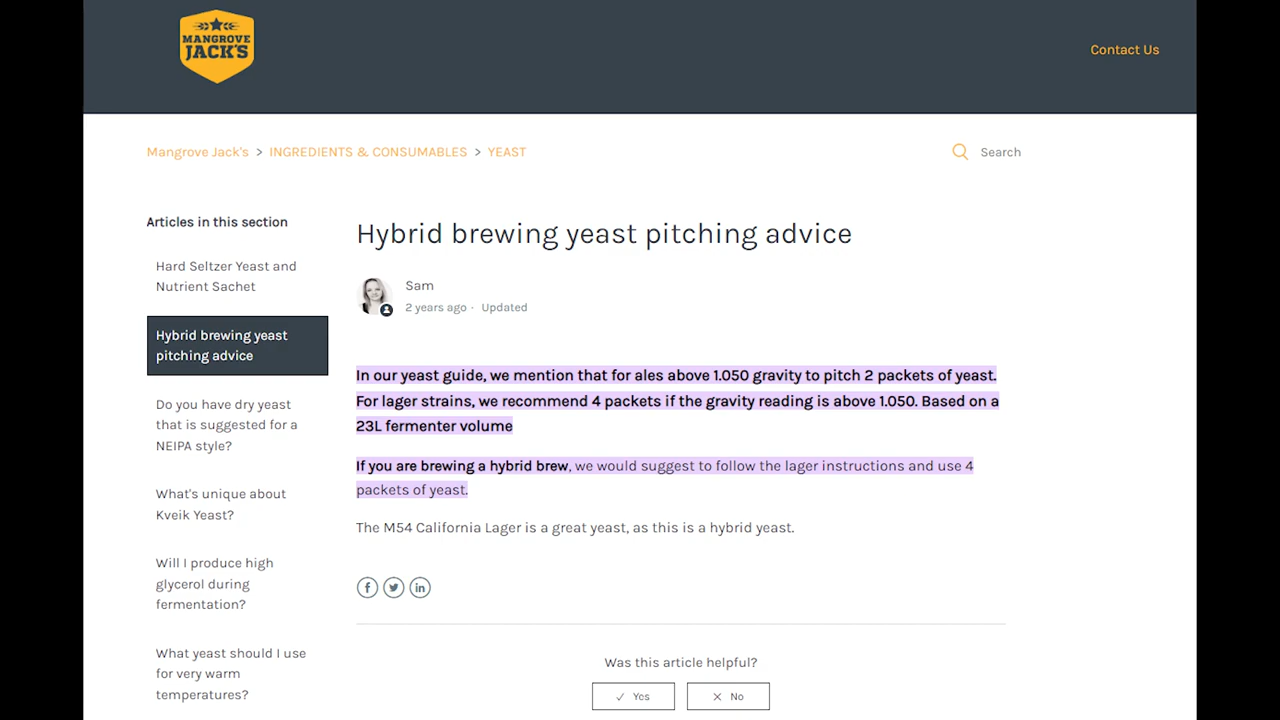 MANGROVE
JACK'S
Contact Us
Mangrove Jack's > INGREDIENTS & CONSUMABLES > YEAST
Search
Articles in this section
Hard Seltzer Yeast and
Nutrient Sachet
Hybrid brewing yeast
pitching advice
Do you have dry yeast
that is suggested for a
NEIPA style?
What's unique about
Kveik Yeast?
Will I produce high
glycerol during
fermentation?
What yeast should I use
for very warm
temperatures?
Hybrid brewing yeast pitching advice
Sam
2 years ago · Updated
In our yeast guide, we mention that for ales above 1.050 gravity to pitch 2 packets of yeast.
For lager strains, we recommend 4 packets if the gravity reading is above 1.050. Based on a
23L fermenter volume
If you are brewing a hybrid brew, we would suggest to follow the lager instructions and use 4
packets of yeast.
The M54 California Lager is a great yeast, as this is a hybrid yeast.
Was this article helpful?
✓ Yes
✕ No